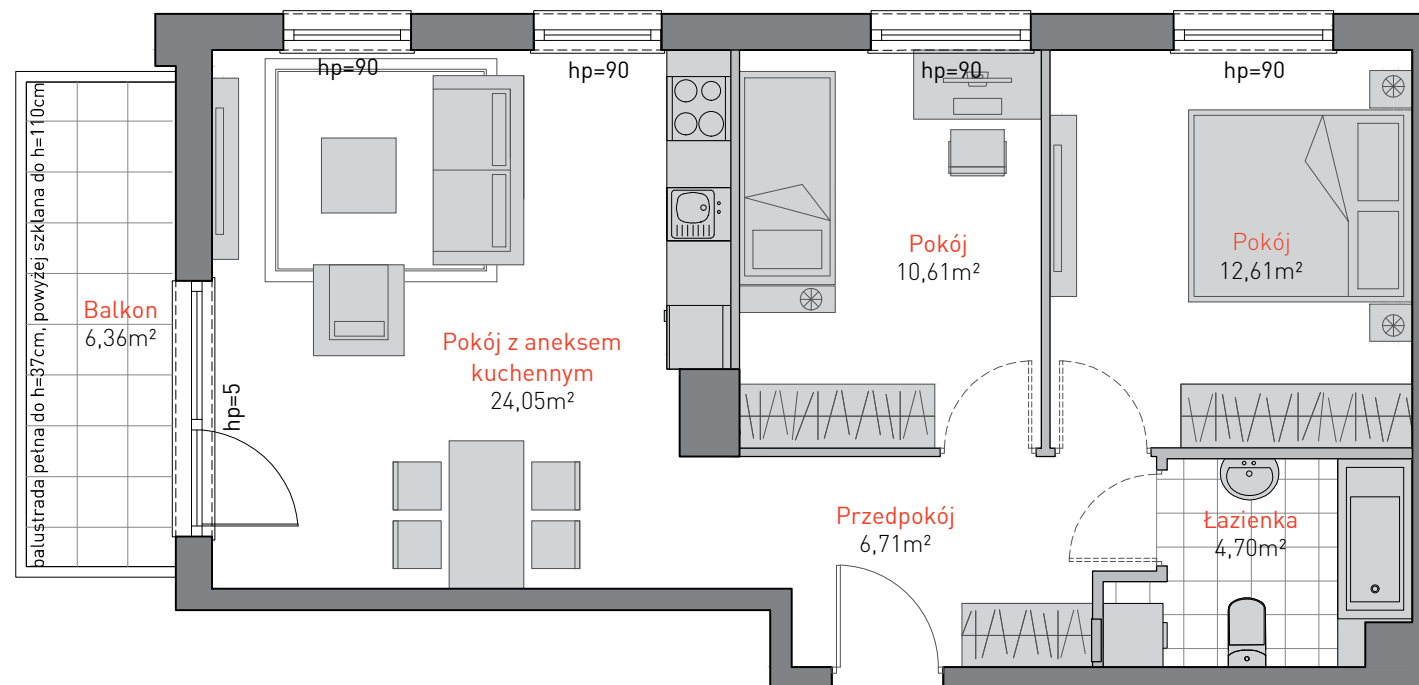 hp=90
hp=90
hp=90
hp=90
balustrada pełna do h=37cm, powyżej szklana do h=110cm
Balkon
6,36m²
hp=5
Pokój z aneksem
kuchennym
24,05m²
Pokój
10,61m²
Pokój
12,61m²
Przedpokój
6,71m²
Łazienka
4,70m²